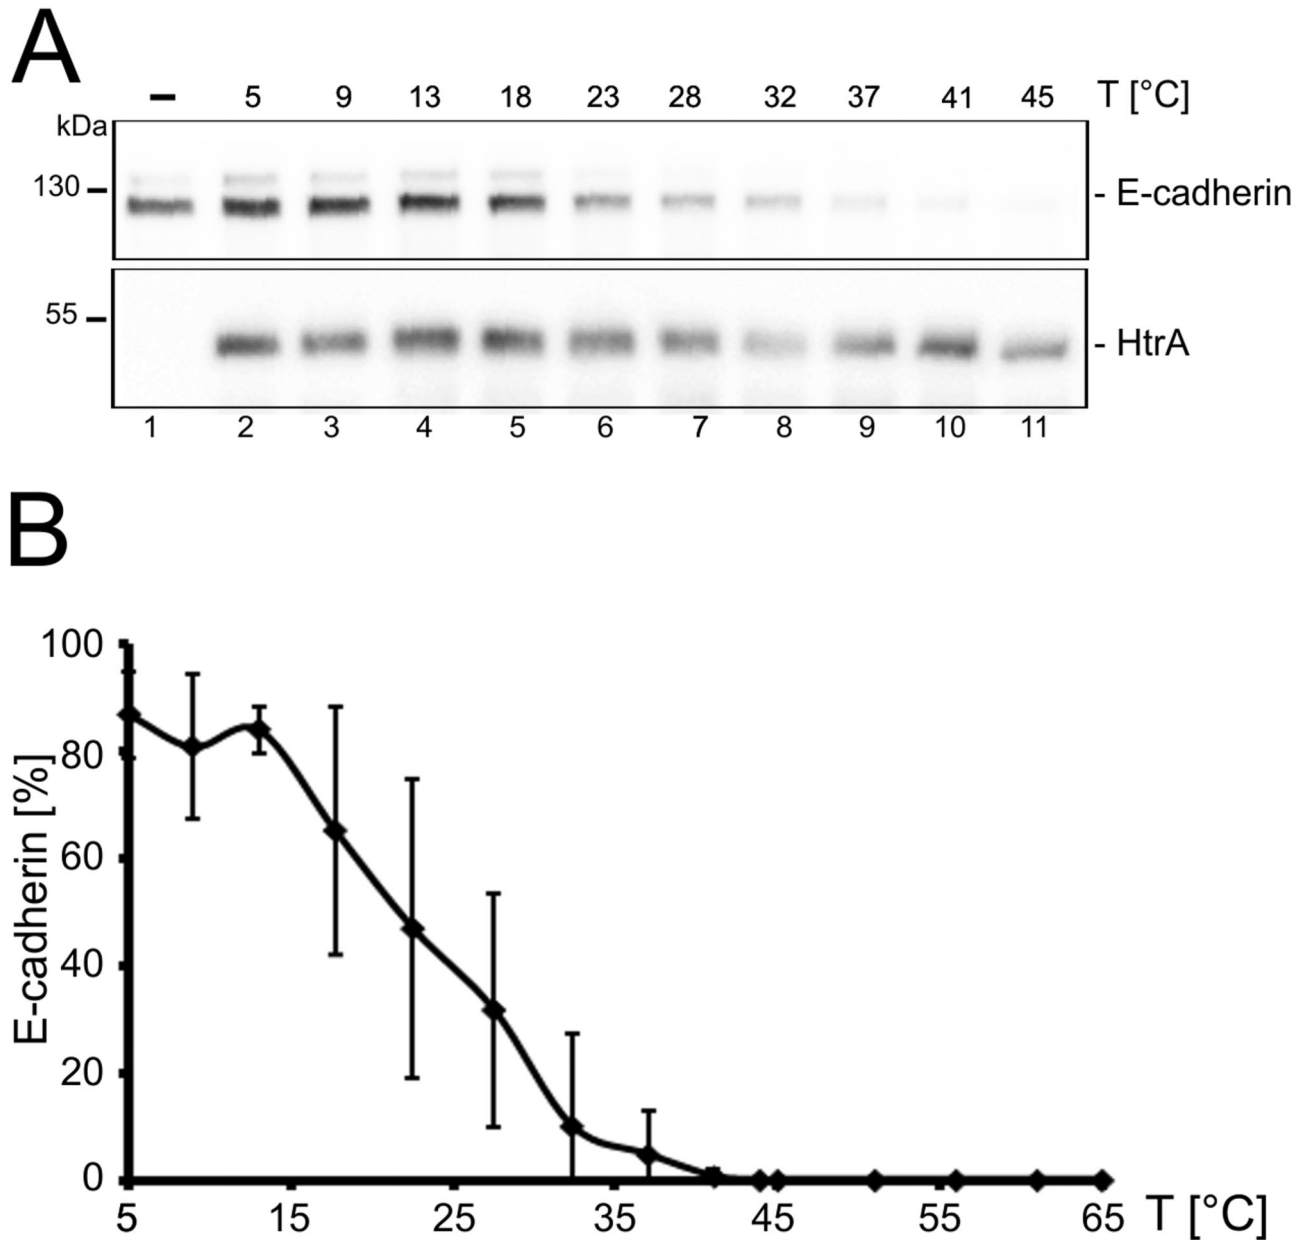 A
– 5 9 13 18 23 28 32 37 41 45 T [°C]
kDa
130
- E-cadherin
55
- HtrA
1 2 3 4 5 6 7 8 9 10 11
B
100
80
60
40
20
0
E-cadherin [%]
5 15 25 35 45 55 65 T [°C]